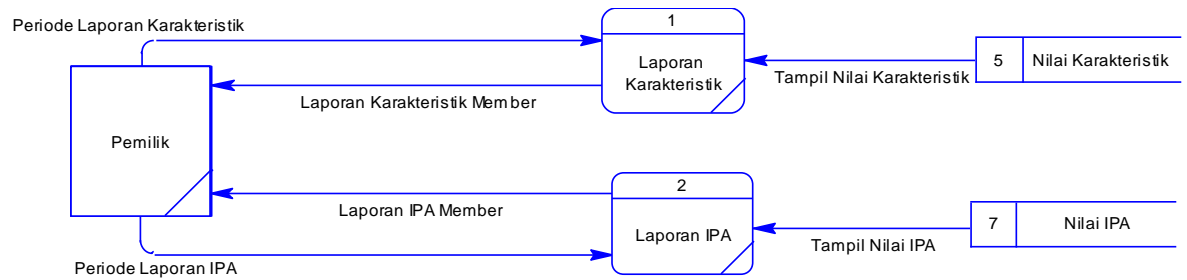 Periode Laporan Karakteristik
1
Laporan
Karakteristik
5
Nilai Karakteristik
Tampil Nilai Karakteristik
Laporan Karakteristik Member
Pemilik
2
Laporan IPA
Laporan IPA Member
7
Nilai IPA
Tampil Nilai IPA
Periode Laporan IPA